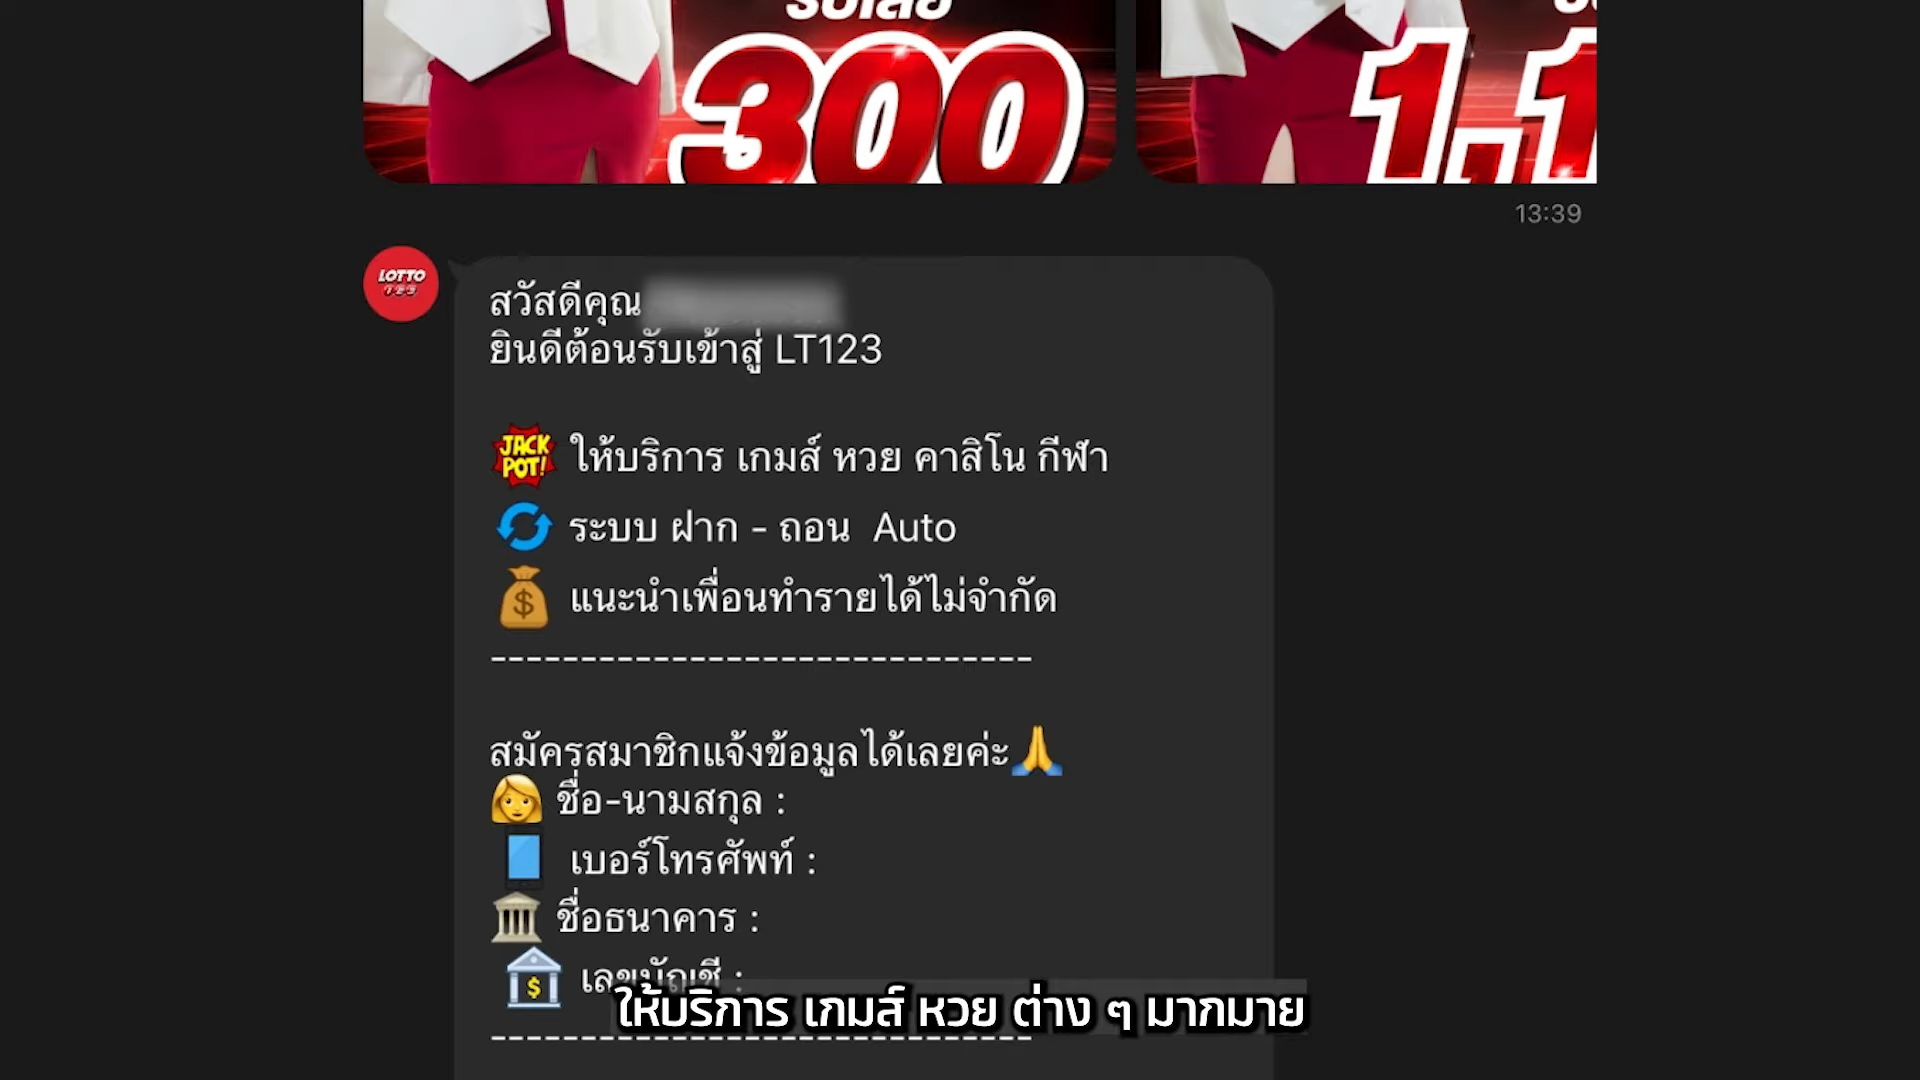 รับเลย
300
1,1
13:39
LOTTO
123
สวัสดีคุณ
ยินดีต้อนรับเข้าสู่ LT123
JACK
POT!
ให้บริการ เกมส์ หวย คาสิโน กีฬา
ระบบ ฝาก - ถอน Auto
แนะนำเพื่อนทำรายได้ไม่จำกัด
------------------------------
สมัครสมาชิกแจ้งข้อมูลได้เลยค่ะ🙏
ชื่อ-นามสกุล :
เบอร์โทรศัพท์ :
ชื่อธนาคาร :
เลขบัญชี :
ให้บริการ เกมส์ หวย ต่าง ๆ มากมาย
------------------------------